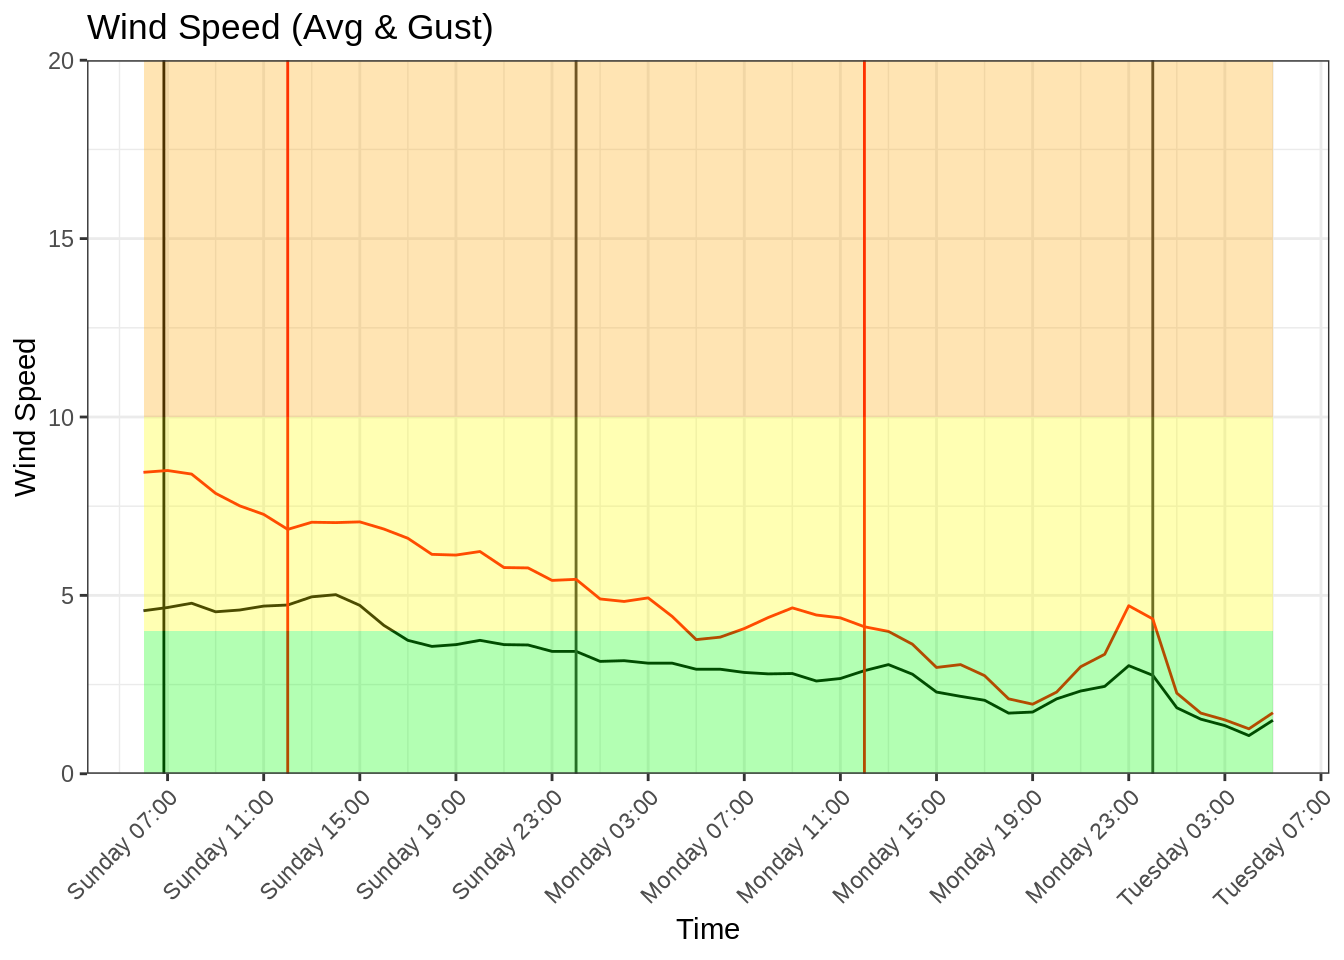 Wind Speed (Avg & Gust)
20
15
10
5
0
Wind Speed
Sunday 07:00
Sunday 11:00
Sunday 15:00
Sunday 19:00
Sunday 23:00
Monday 03:00
Monday 07:00
Monday 11:00
Monday 15:00
Monday 19:00
Monday 23:00
Tuesday 03:00
Tuesday 07:00
Time